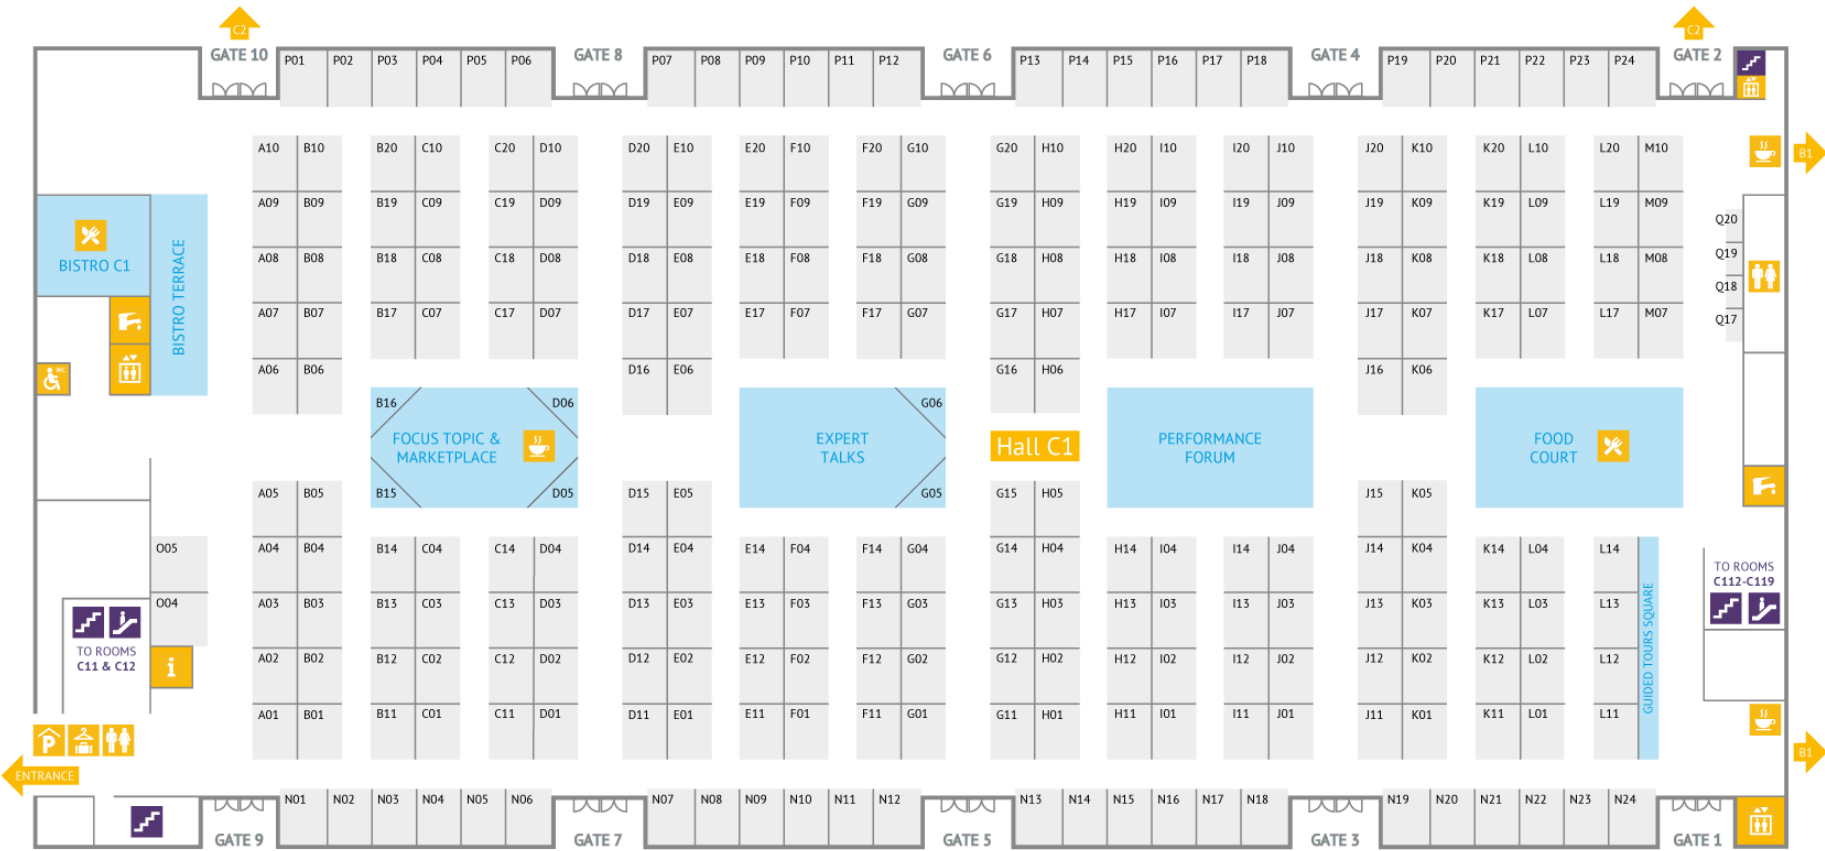 C2 C2
GATE 10 P01 P02 P03 P04 P05 P06 GATE 8 P07 P08 P09 P10 P11 P12 GATE 6 P13 P14 P15 P16 P17 P18 GATE 4 P19 P20 P21 P22 P23 P24 GATE 2
A10 B10 B20 C10 C20 D10 D20 E10 E20 F10 F20 G10 G20 H10 H20 I10 I20 J10 J20 K10 K20 L10 L20 M10 B1
A09 B09 B19 C09 C19 D09 D19 E09 E19 F09 F19 G09 G19 H09 H19 I09 I19 J09 J19 K09 K19 L09 L19 M09
Q20
Q19
BISTRO C1
BISTRO TERRACE
A08 B08 B18 C08 C18 D08 D18 E08 E18 F08 F18 G08 G18 H08 H18 I08 I18 J08 J18 K08 K18 L08 L18 M08
Q18
A07 B07 B17 C07 C17 D07 D17 E07 E17 F07 F17 G07 G17 H07 H17 I07 I17 J07 J17 K07 K17 L07 L17 M07
Q17
WC
A06 B06 D16 E06 G16 H06 J16 K06
B16 D06 G06
FOCUS TOPIC &
MARKETPLACE
EXPERT
TALKS
Hall C1
PERFORMANCE
FORUM
FOOD
COURT
B15 D05 G05
A05 B05 D15 E05 G15 H05 J15 K05
O05
A04 B04 B14 C04 C14 D04 D14 E04 E14 F04 F14 G04 G14 H04 H14 I04 I14 J04 J14 K04 K14 L04 L14
TO ROOMS
C112-C119
O04
A03 B03 B13 C03 C13 D03 D13 E03 E13 F03 F13 G03 G13 H03 H13 I03 I13 J03 J13 K03 K13 L03 L13
GUIDED TOURS SQUARE
TO ROOMS
C11 & C12
i
A02 B02 B12 C02 C12 D02 D12 E02 E12 F02 F12 G02 G12 H02 H12 I02 I12 J02 J12 K02 K12 L02 L12
A01 B01 B11 C01 C11 D01 D11 E01 E11 F01 F11 G01 G11 H01 H11 I01 I11 J01 J11 K01 K11 L01 L11
P
B1
ENTRANCE
N01 N02 N03 N04 N05 N06 N07 N08 N09 N10 N11 N12 N13 N14 N15 N16 N17 N18 N19 N20 N21 N22 N23 N24
GATE 9 GATE 7 GATE 5 GATE 3 GATE 1